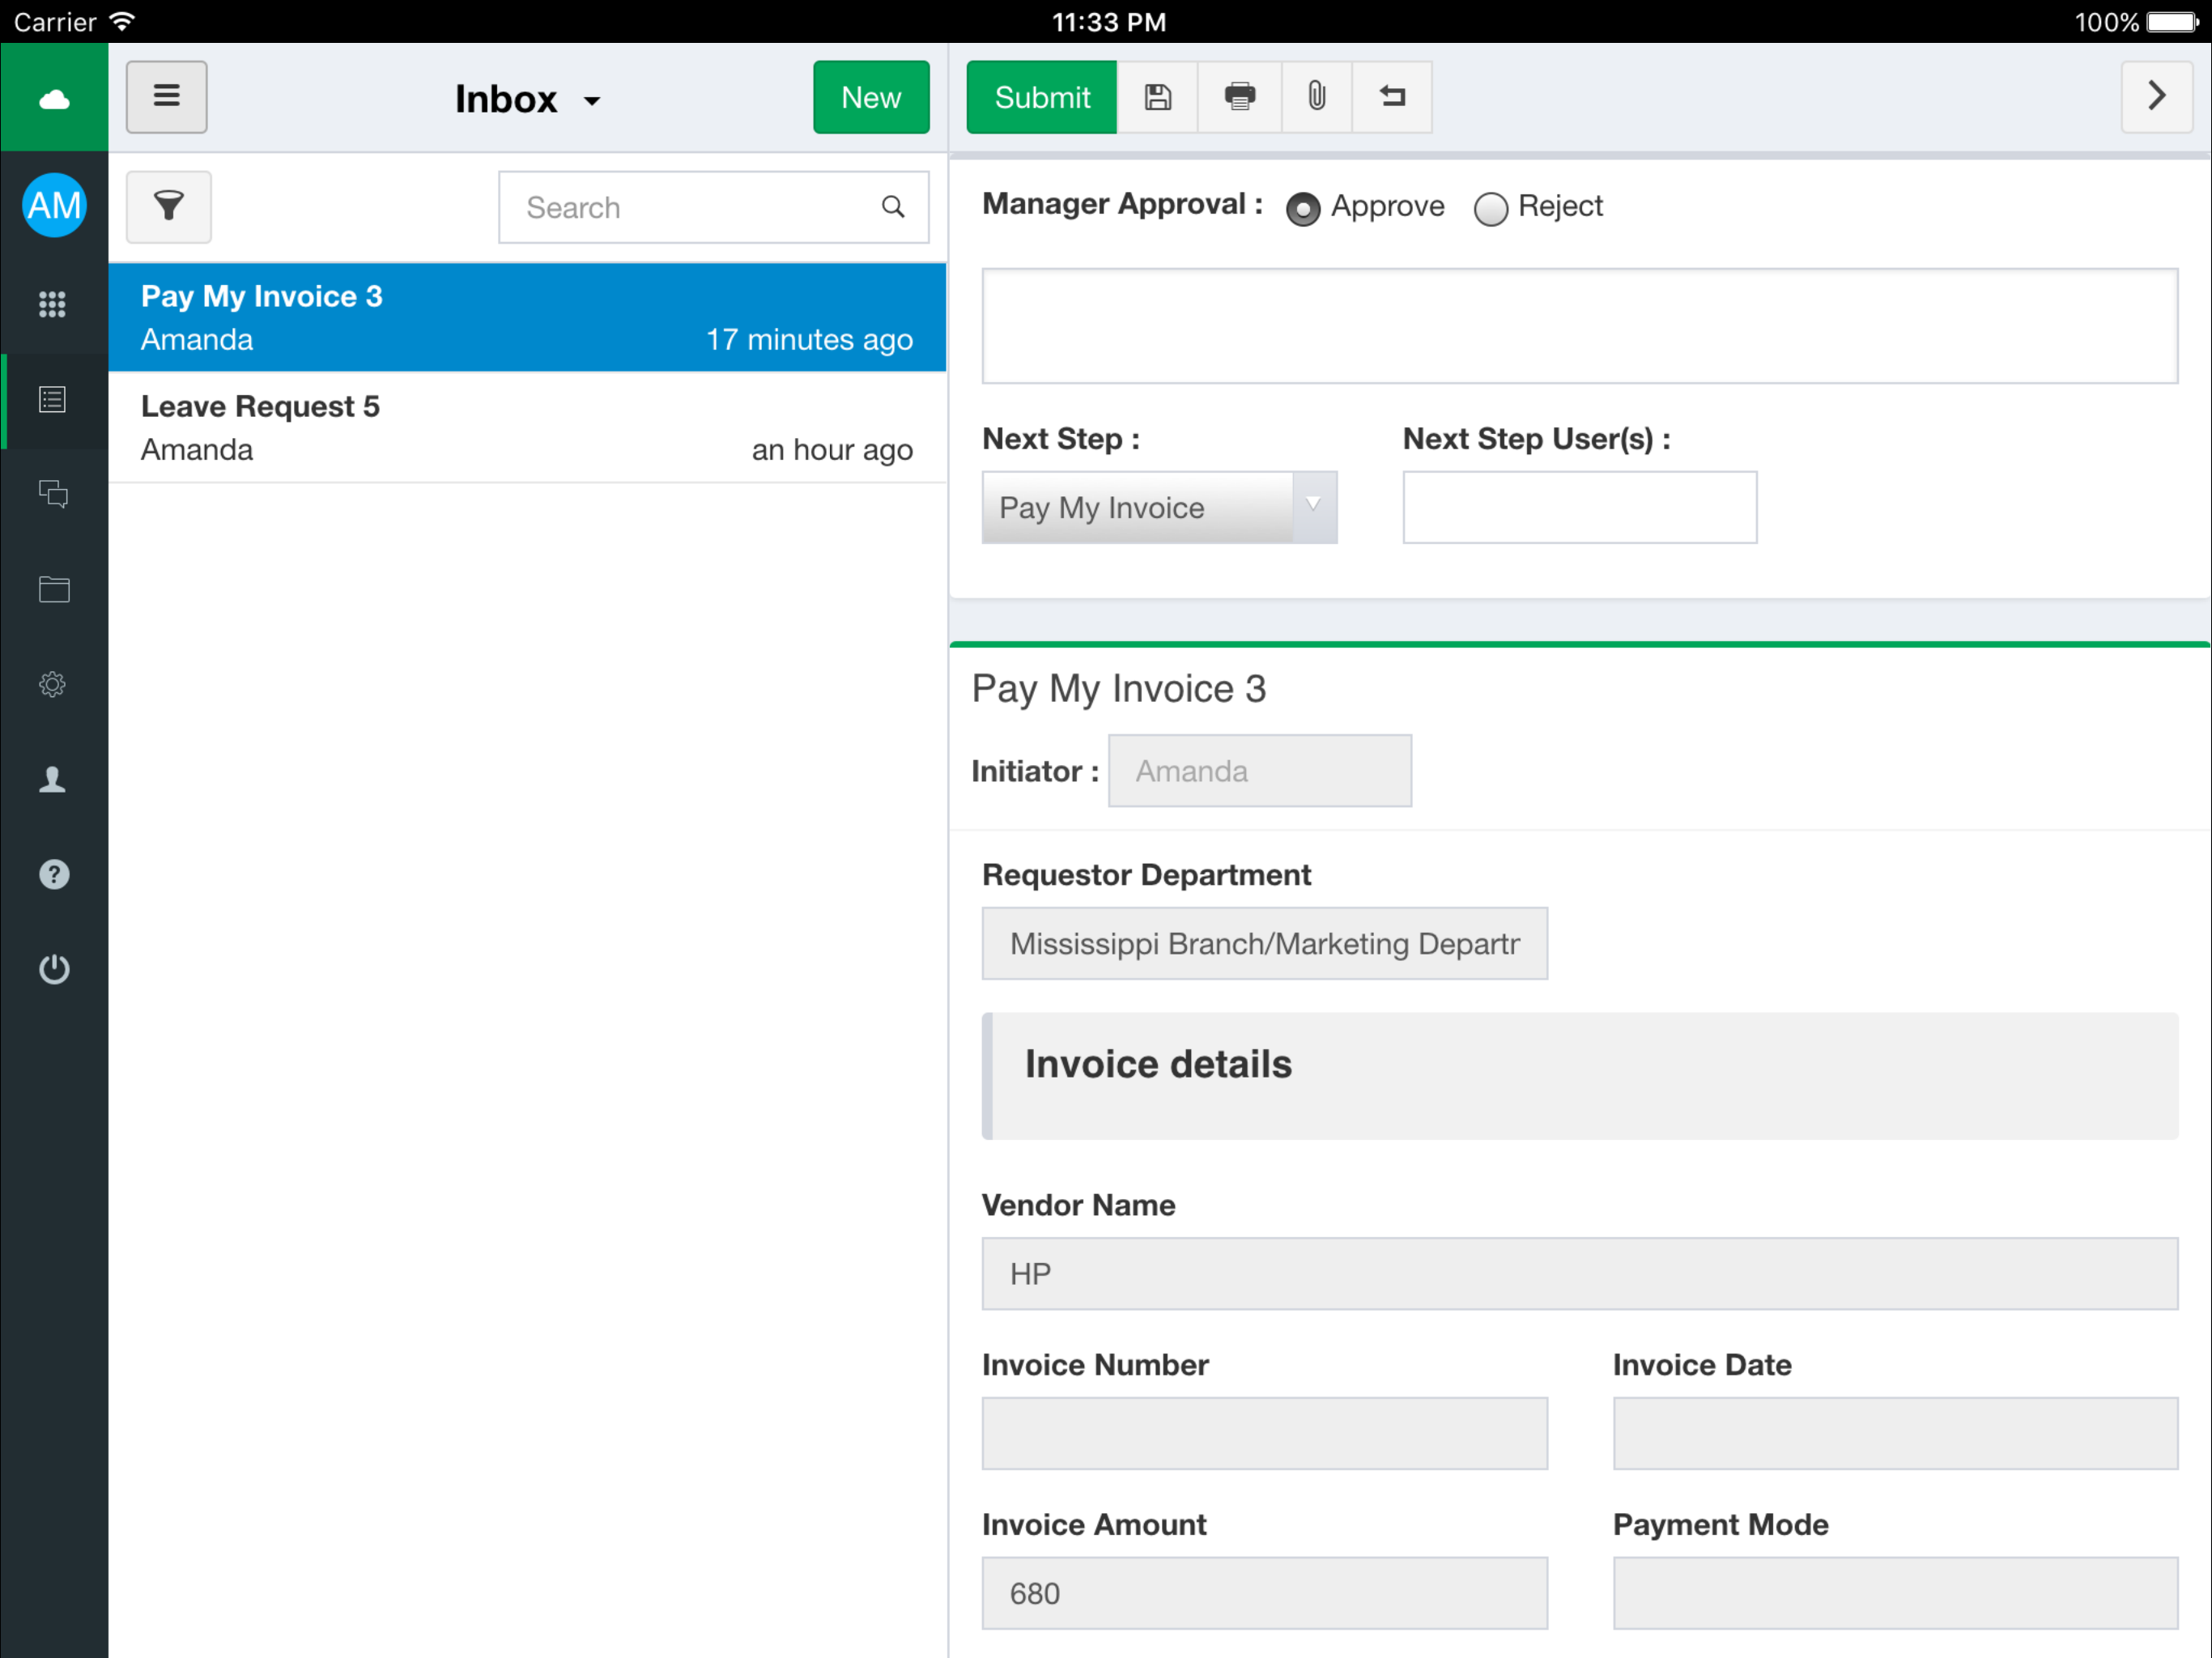 Carrier 11:33 PM 100%
Inbox New Submit
AM
Search
Pay My Invoice 3
Amanda 17 minutes ago
Leave Request 5
Amanda an hour ago
Manager Approval : Approve Reject
Next Step : Next Step User(s) :
Pay My Invoice
Pay My Invoice 3
Initiator : Amanda
Requestor Department
Mississippi Branch/Marketing Departr
Invoice details
Vendor Name
HP
Invoice Number Invoice Date
Invoice Amount Payment Mode
680